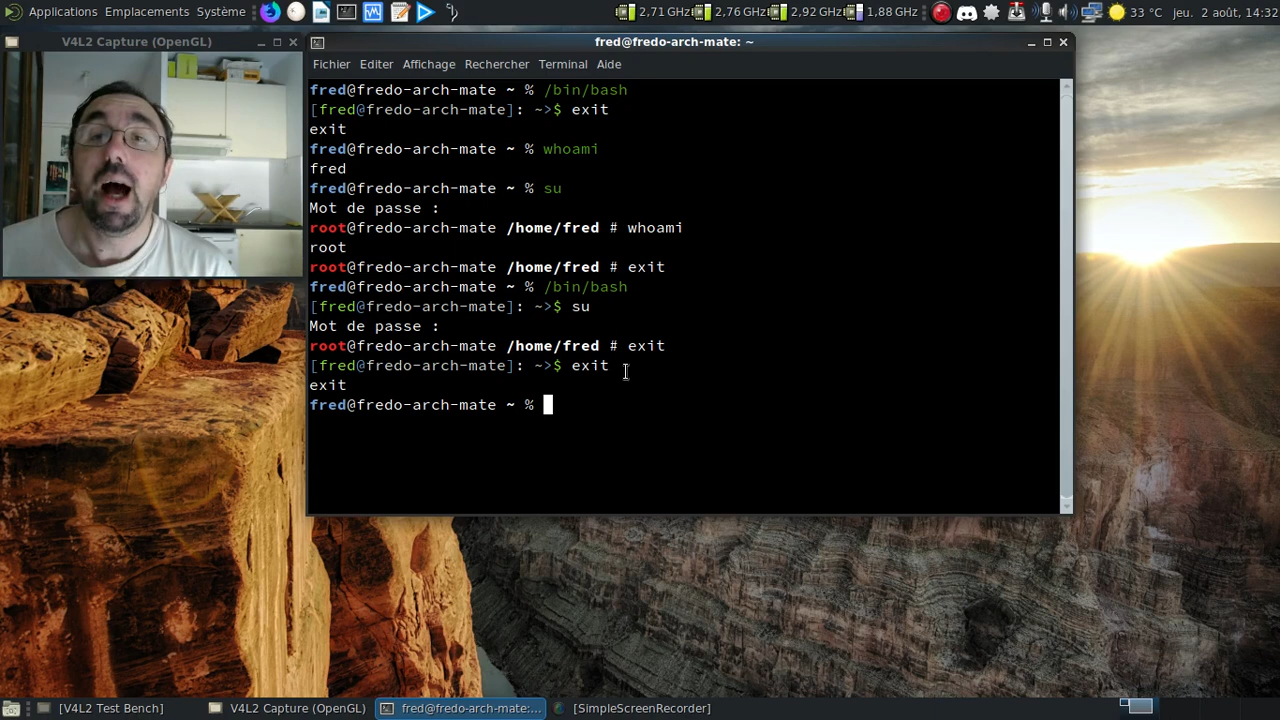 Applications Emplacements Système
2,71 GHz 2,76 GHz 2,92 GHz 1,88 GHz 33 °C jeu. 2 août, 14:32
V4L2 Capture (OpenGL)
fred@fredo-arch-mate: ~
Fichier Editer Affichage Rechercher Terminal Aide
fred@fredo-arch-mate ~ % /bin/bash
[fred@fredo-arch-mate]: ~>$ exit
exit
fred@fredo-arch-mate ~ % whoami
fred
fred@fredo-arch-mate ~ % su
Mot de passe :
root@fredo-arch-mate /home/fred # whoami
root
root@fredo-arch-mate /home/fred # exit
fred@fredo-arch-mate ~ % /bin/bash
[fred@fredo-arch-mate]: ~>$ su
Mot de passe :
root@fredo-arch-mate /home/fred # exit
[fred@fredo-arch-mate]: ~>$ exit
exit
fred@fredo-arch-mate ~ %
[V4L2 Test Bench] V4L2 Capture (OpenGL) fred@fredo-arch-mate:... [SimpleScreenRecorder]